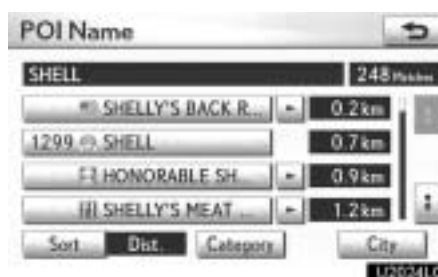 POI Name
SHELL 248 Matches
SHELLY'S BACK R... 0.2km
1299 SHELL 0.7km
HONORABLE SH... 0.9km
SHELLY'S MEAT ... 1.2km
Sort Dist. Category City